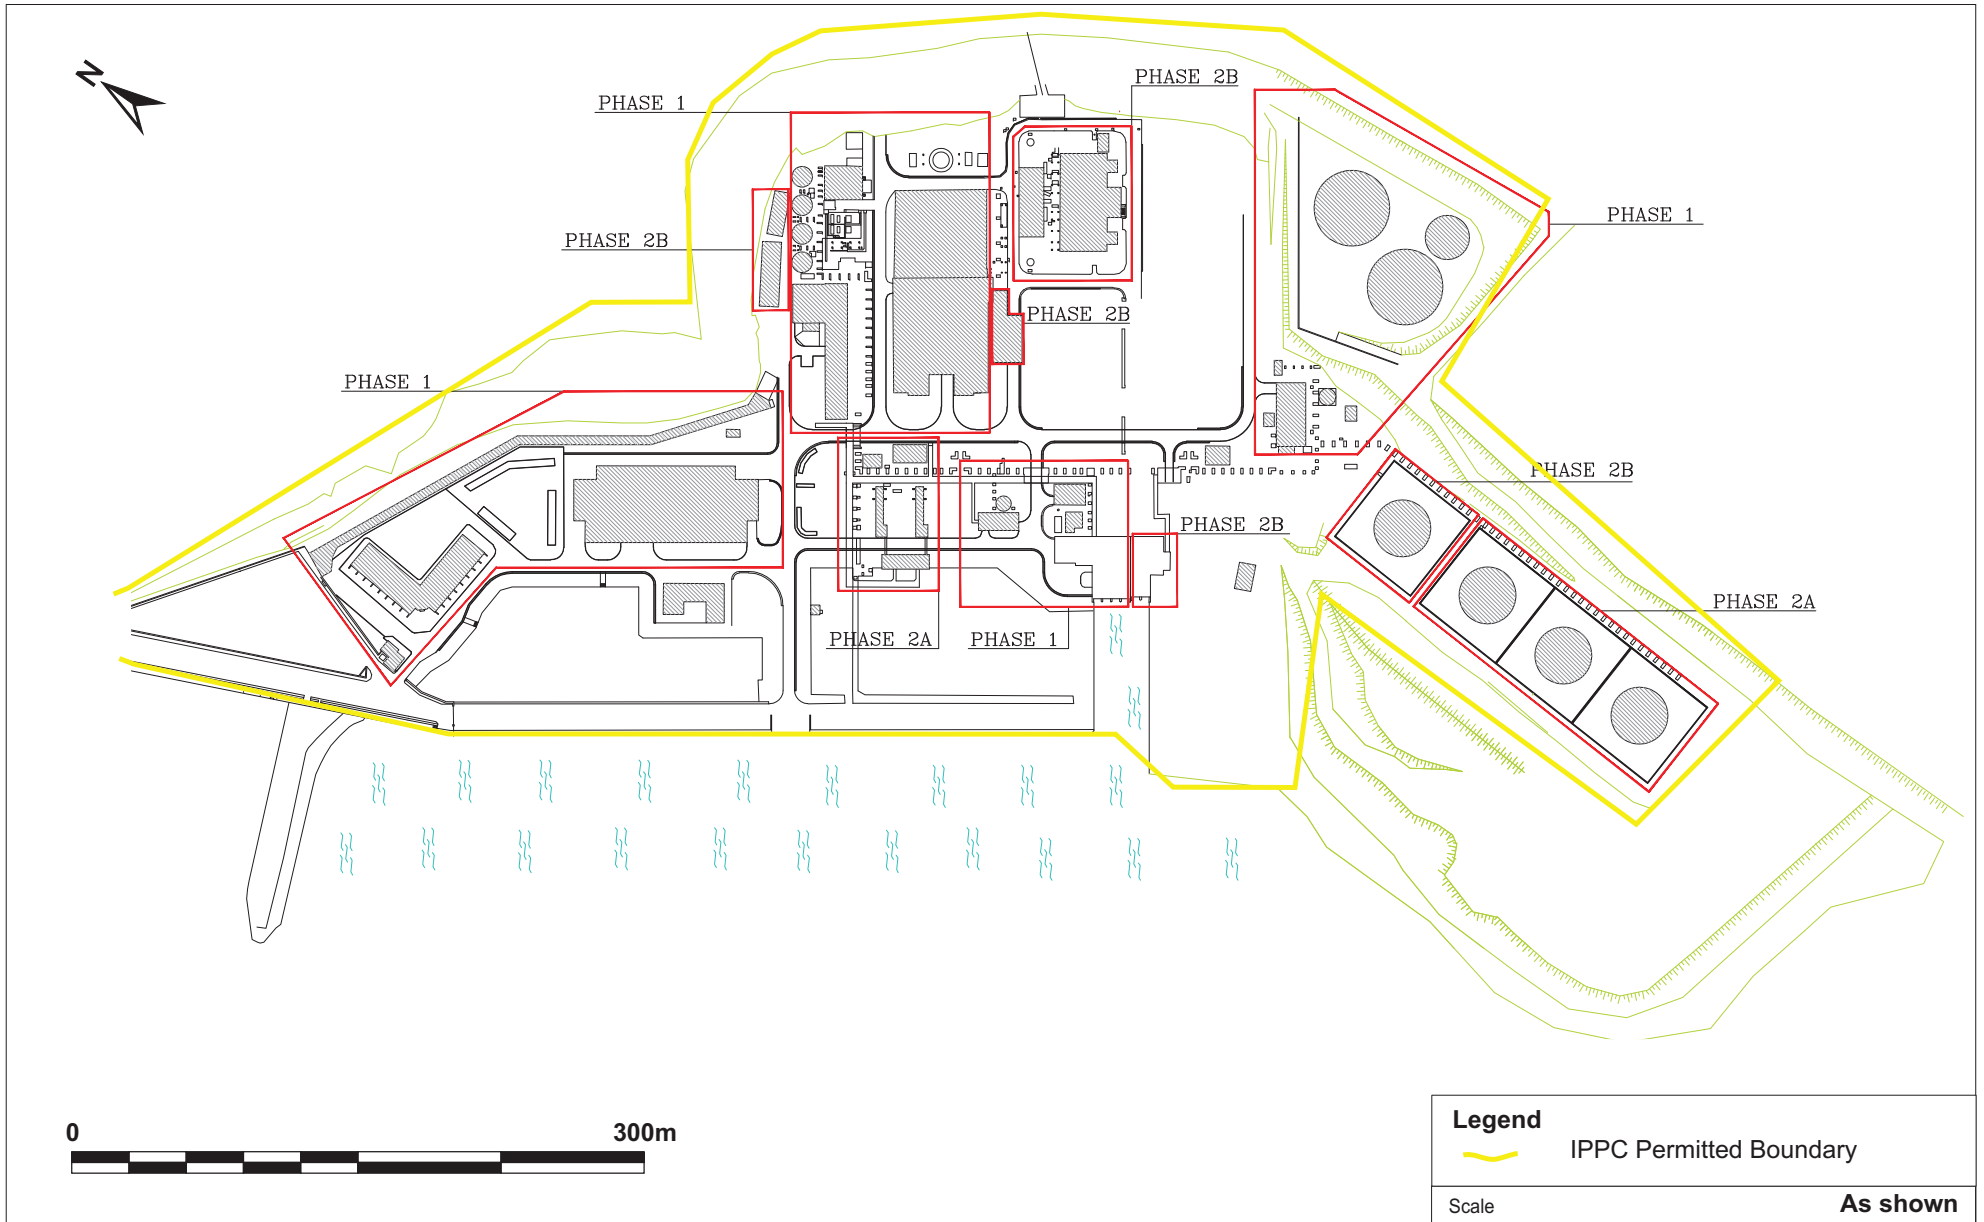 N
PHASE 2B
PHASE 1
PHASE 1
PHASE 2B
PHASE 2B
PHASE 1
PHASE 2B
PHASE 2B
PHASE 2A
PHASE 2A
PHASE 1
0 300m
Legend
IPPC Permitted Boundary
Scale As shown